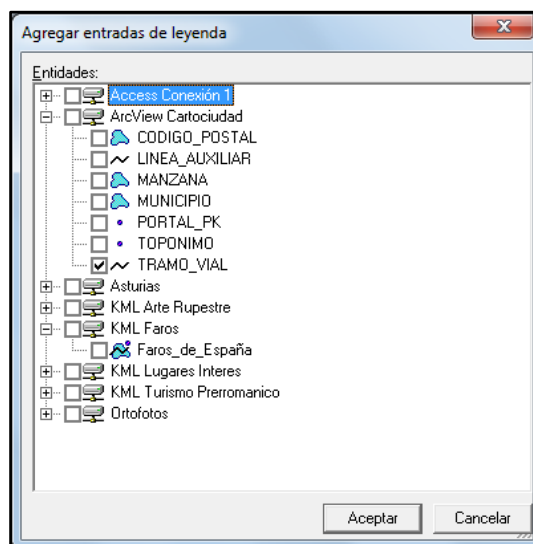 Agregar entradas de leyenda
Entidades:
Access Conexión 1
ArcView Cartociudad
CODIGO_POSTAL
LINEA_AUXILIAR
MANZANA
MUNICIPIO
PORTAL_PK
TOPONIMO
TRAMO_VIAL
Asturias
KML Arte Rupestre
KML Faros
Faros_de_España
KML Lugares Interes
KML Turismo Prerromanico
Ortofotos
Aceptar
Cancelar